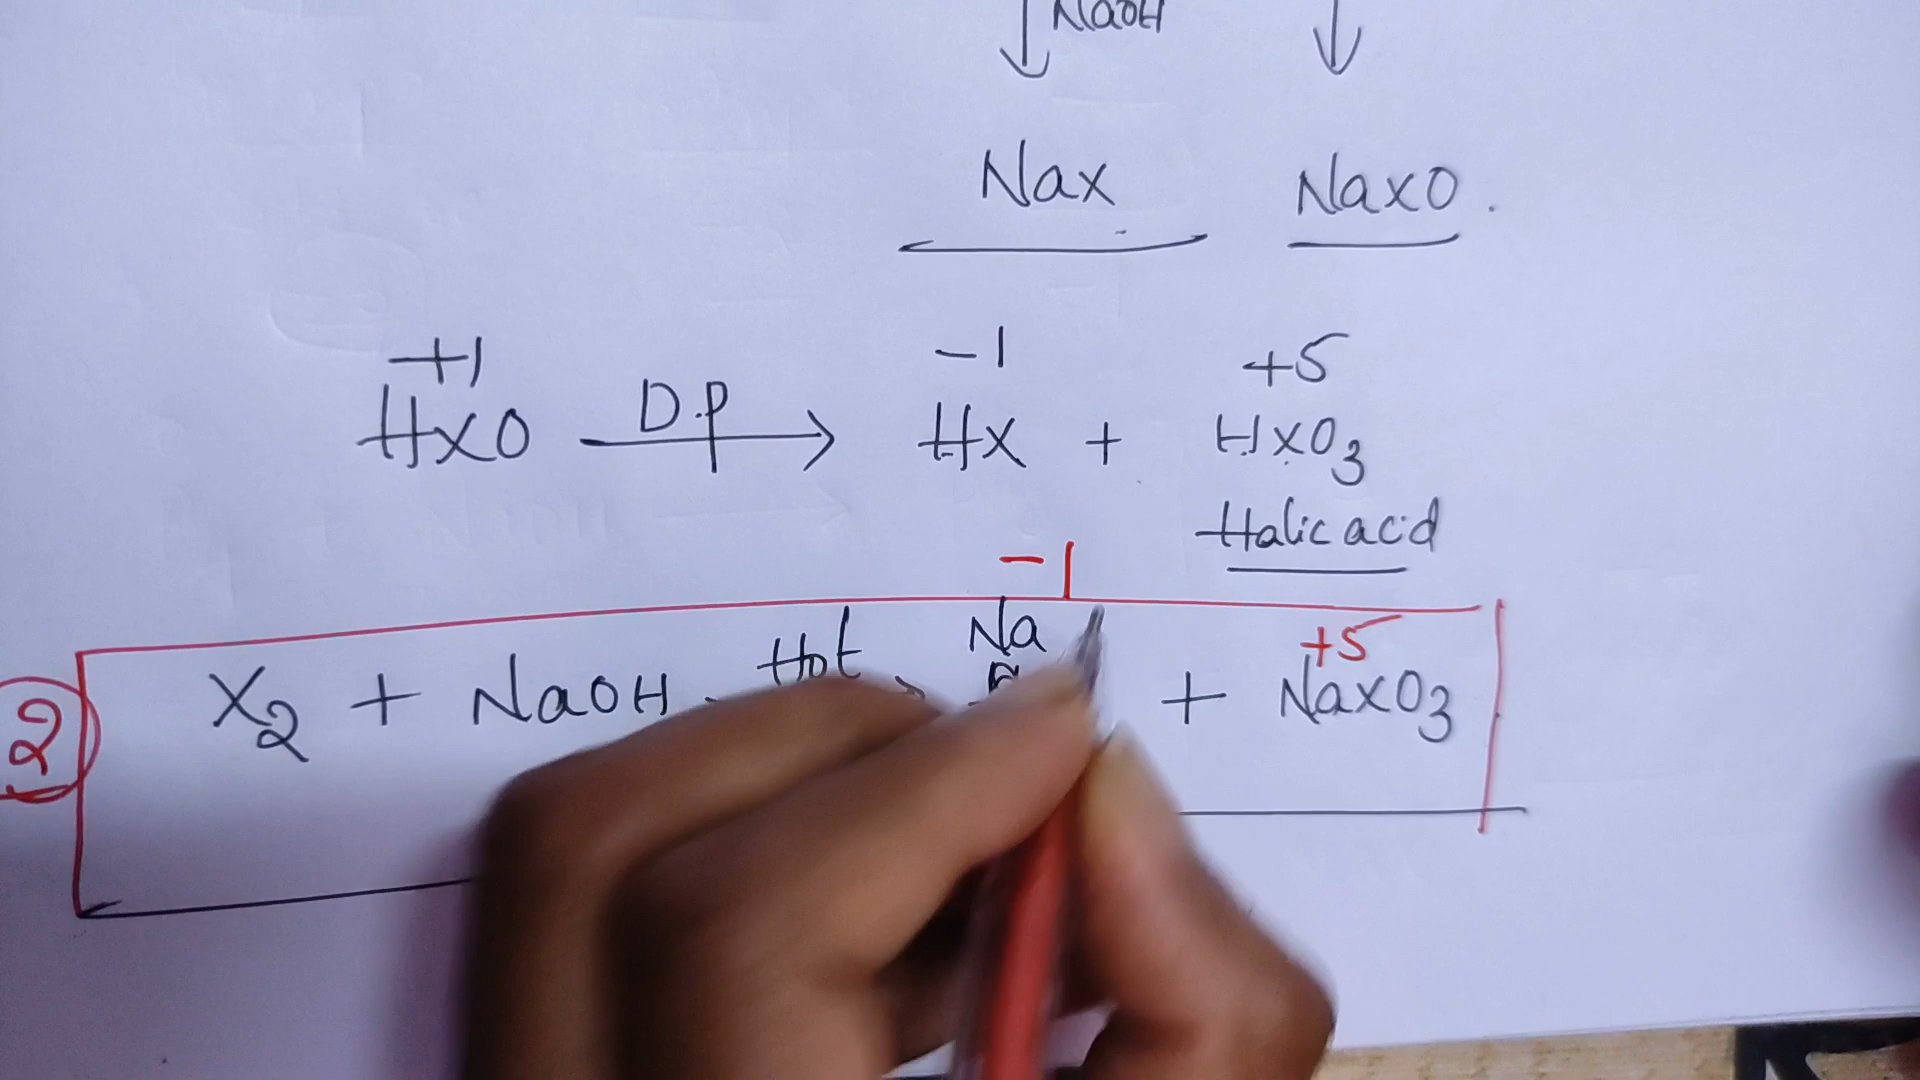 NaOH
Nax NaxO.
+1 -1 +5
HxO D.P → Hx + HxO3
Halic acid
-1
Hot Na +5
2 X2 + NaOH → + NaxO3